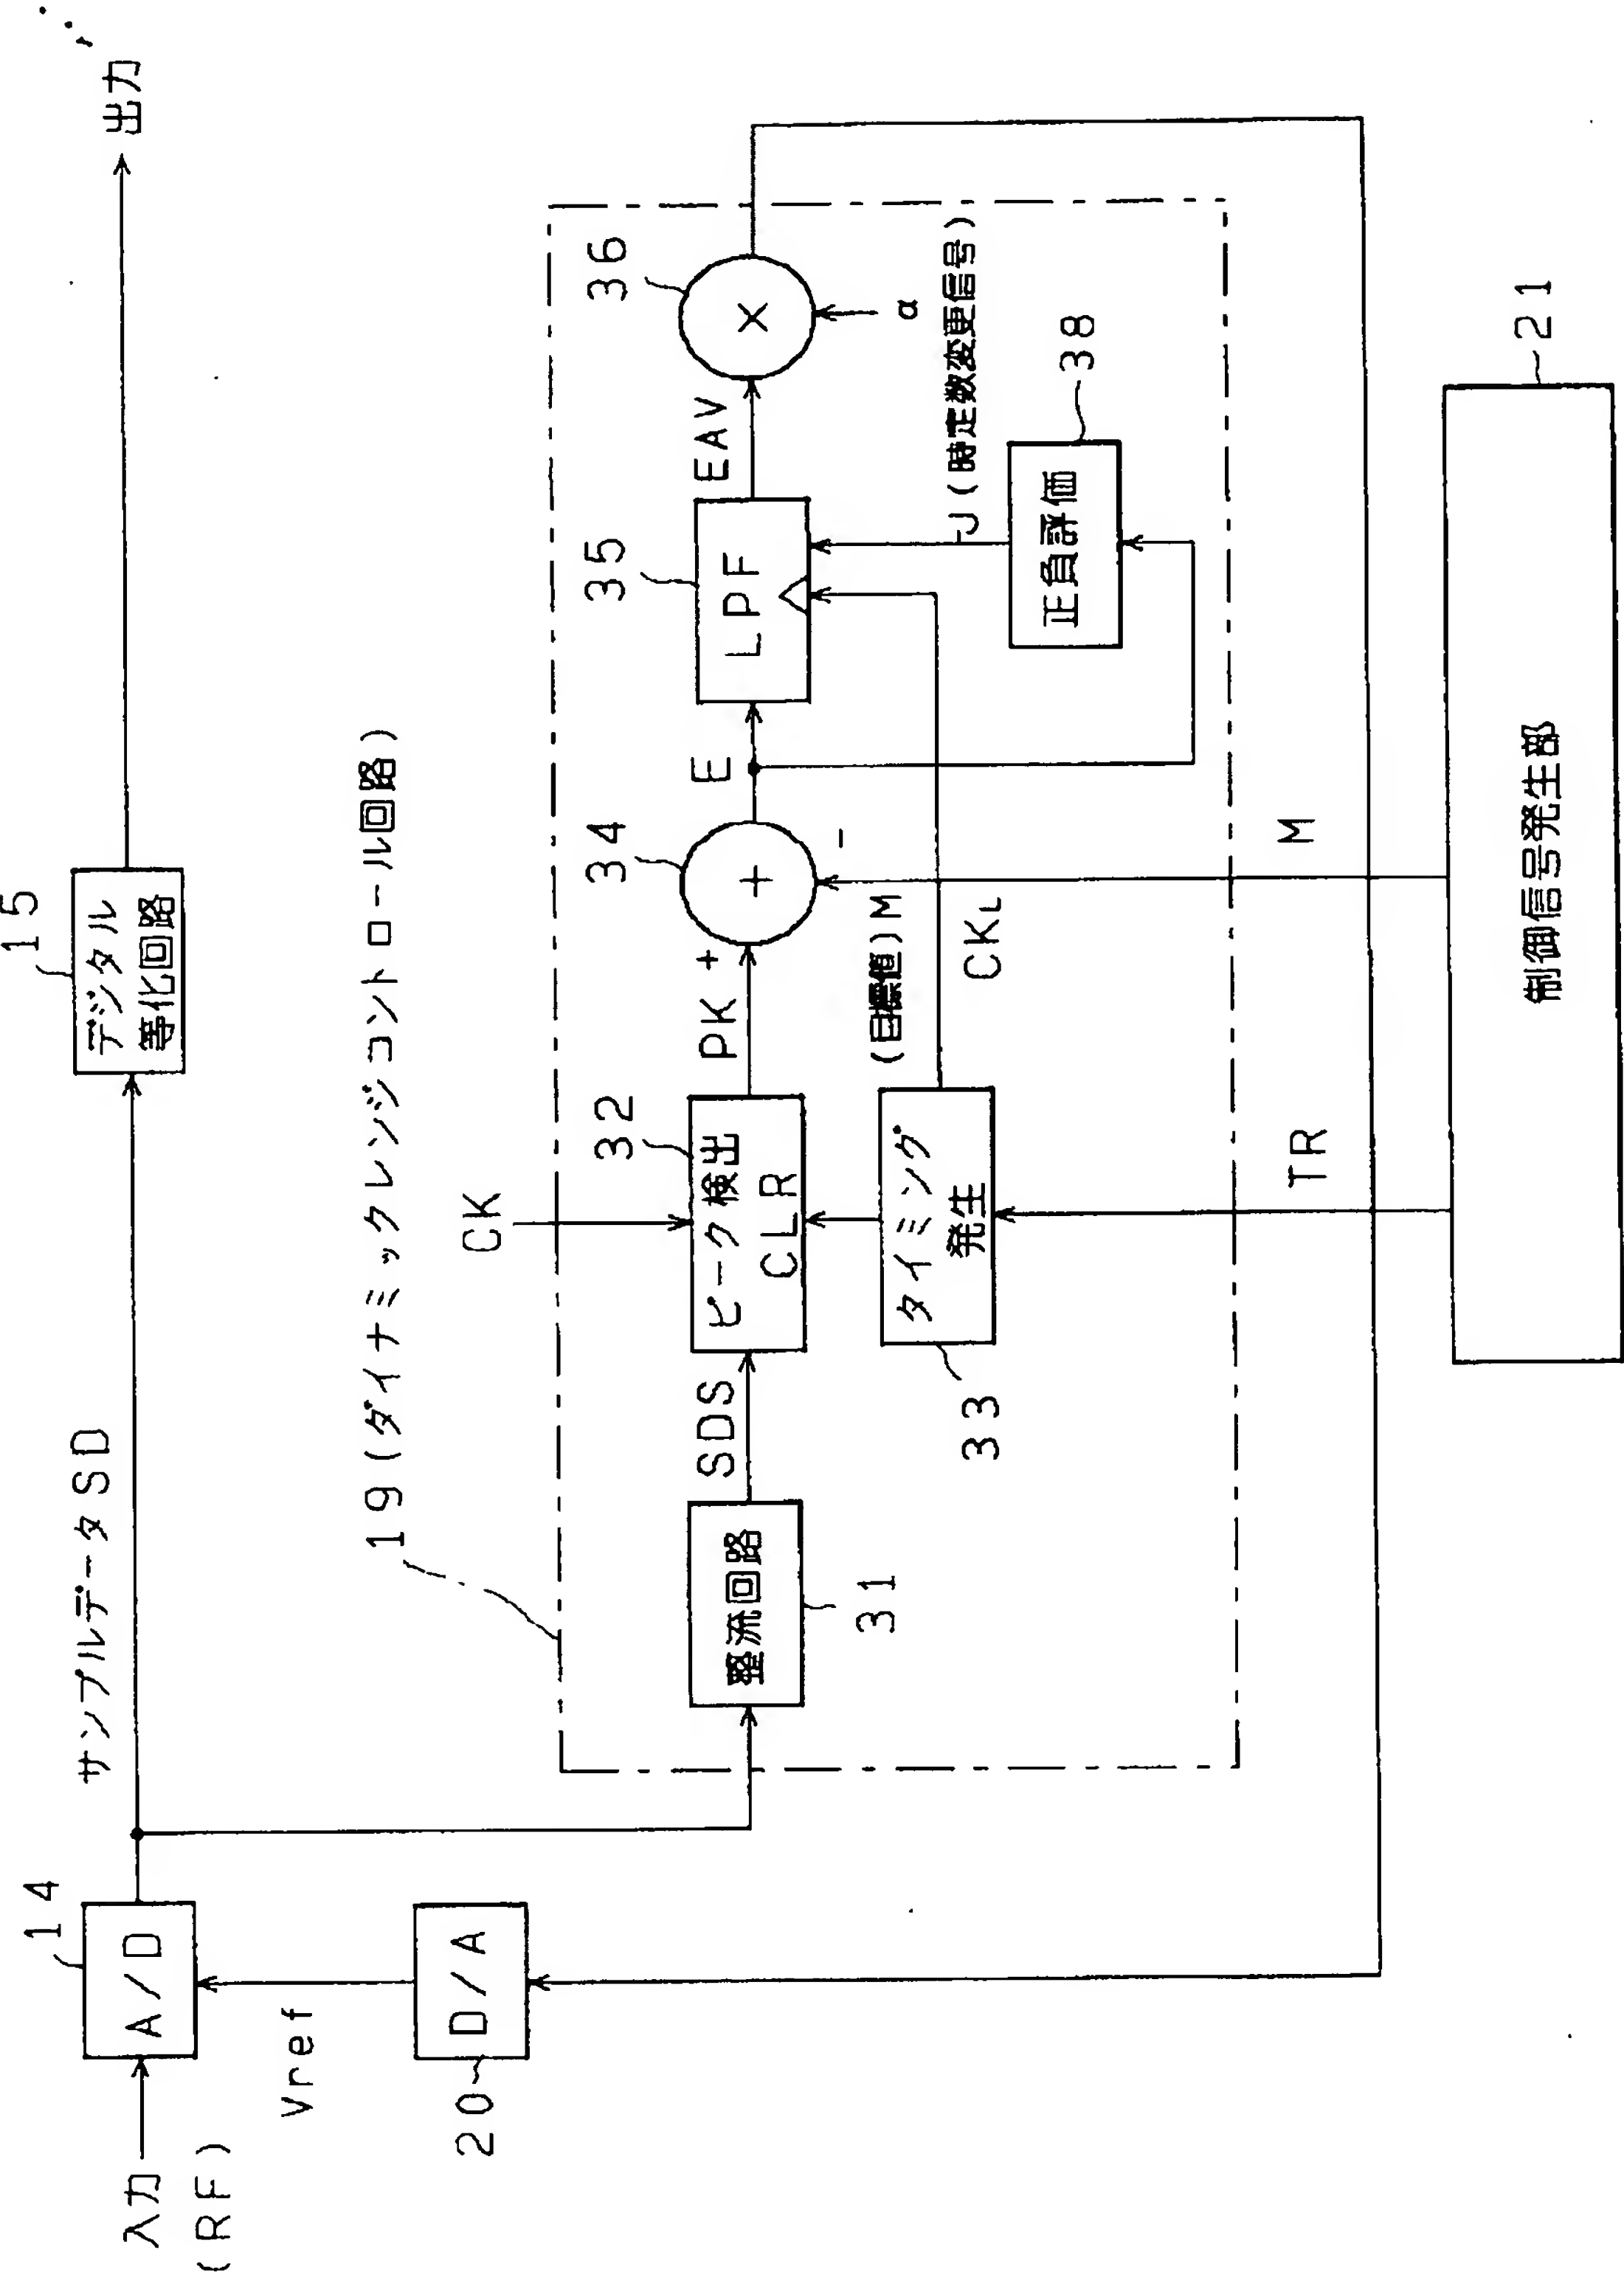 入力
(RF)
14
A/D
Vref
20
D/A
サンプルデータSD
15
デジタル
等化回路
出力
19(ダイナミックレンジコントロール回路)
整流回路
31
SDS
CK
32
ピーク検出
CLR
タイミング
発生
33
PK
+
34
+
-
(目標値)M
CKL
E
35
LPF
EAV
36
×
α
J(時定数変更信号)
正負評価
38
TR
M
制御信号発生部
21